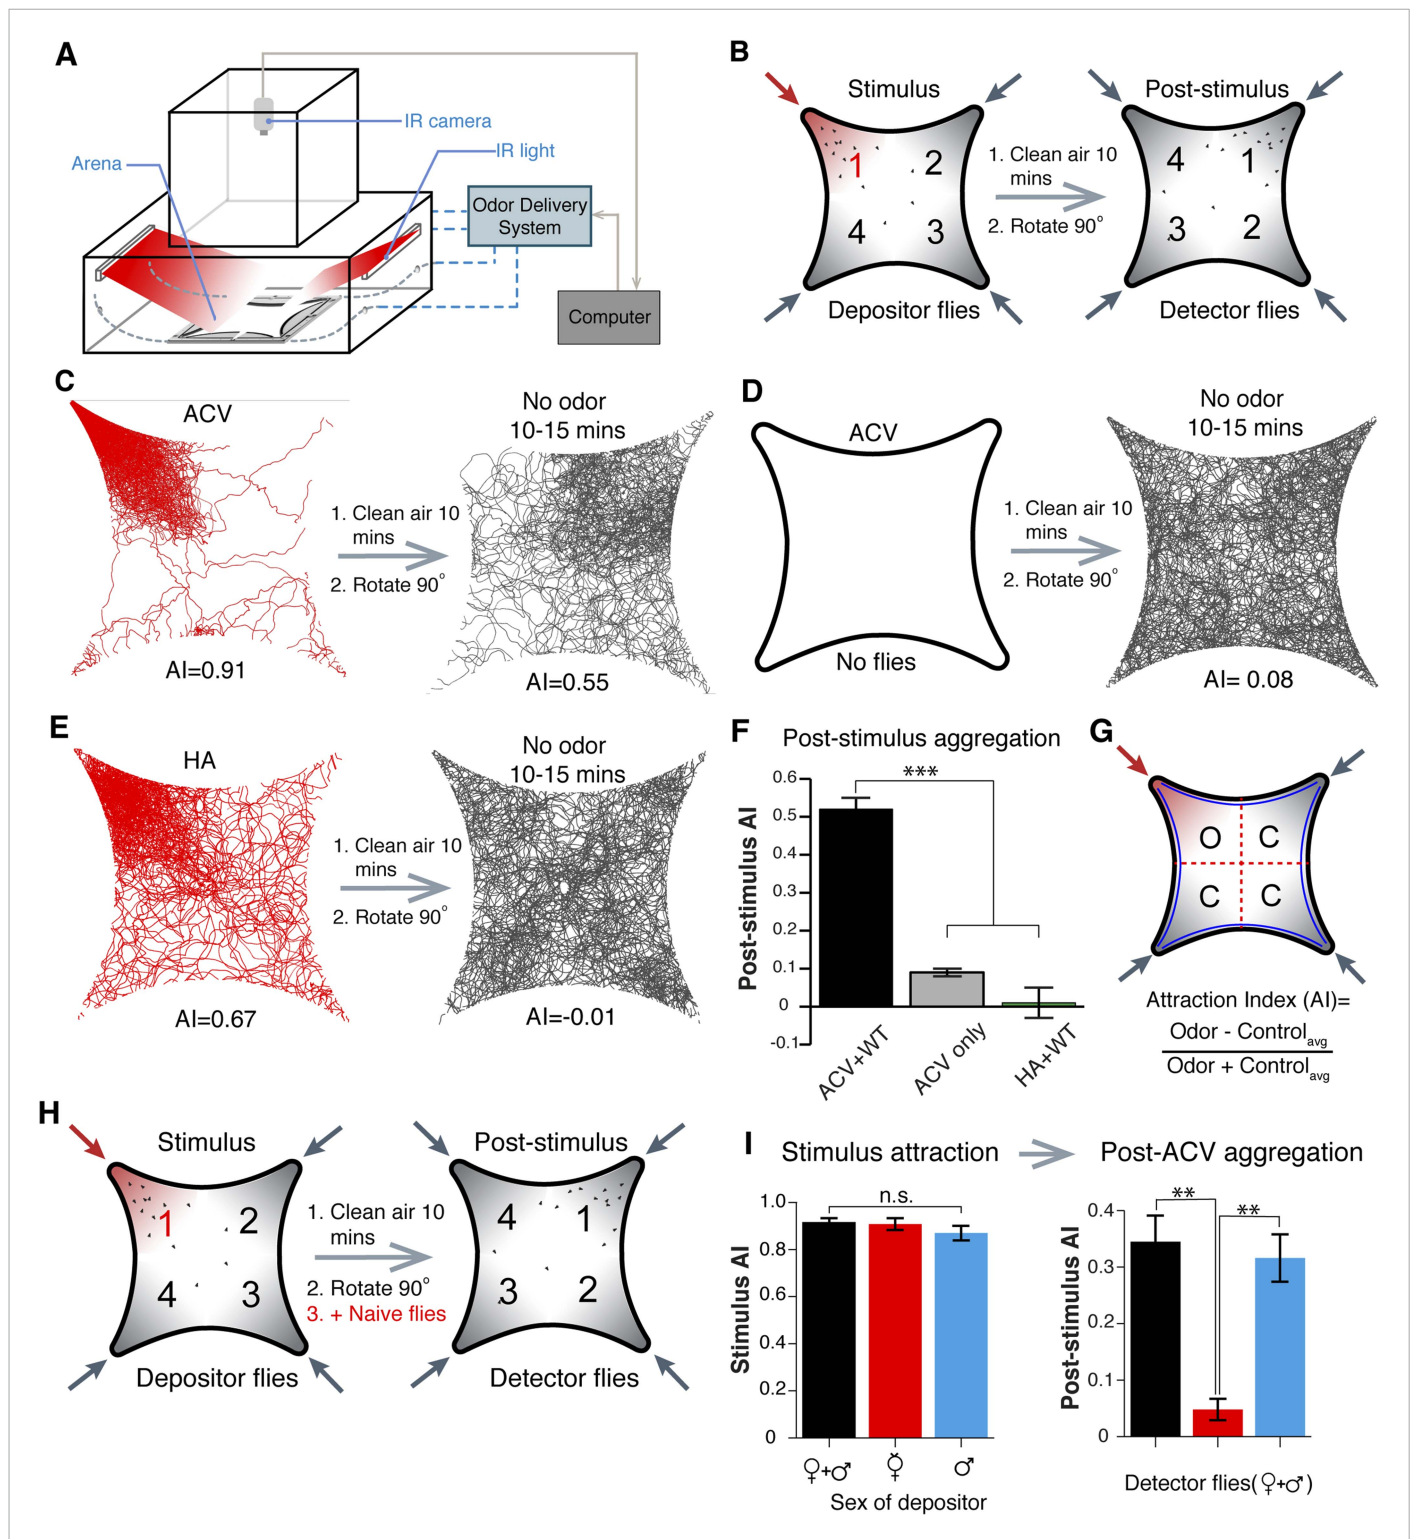 A
IR camera
Arena
IR light
Odor Delivery
System
Computer
B
Stimulus
Post-stimulus
1
2
4
3
1. Clean air 10
mins
2. Rotate 90°
4
1
3
2
Depositor flies
Detector flies
C
ACV
No odor
10-15 mins
1. Clean air 10
mins
2. Rotate 90°
AI=0.91
AI=0.55
D
ACV
No odor
10-15 mins
1. Clean air 10
mins
2. Rotate 90°
No flies
AI= 0.08
E
HA
No odor
10-15 mins
1. Clean air 10
mins
2. Rotate 90°
AI=0.67
AI=-0.01
F
Post-stimulus aggregation
Post-stimulus AI
0.6
0.5
0.4
0.3
0.2
0.1
0
-0.1
***
ACV+WT
ACV only
HA+WT
G
O
C
C
C
Attraction Index (AI)=
Odor - Controlavg
Odor + Controlavg
H
Stimulus
Post-stimulus
1
2
4
3
1. Clean air 10
mins
2. Rotate 90°
3. + Naive flies
4
1
3
2
Depositor flies
Detector flies
I
Stimulus attraction
Post-ACV aggregation
Stimulus AI
1.0
0.8
0.6
0.4
0.2
0
n.s.
♀+♂
☿
♂
Sex of depositor
Post-stimulus AI
0.4
0.3
0.2
0.1
0
**
**
Detector flies(♀+♂)